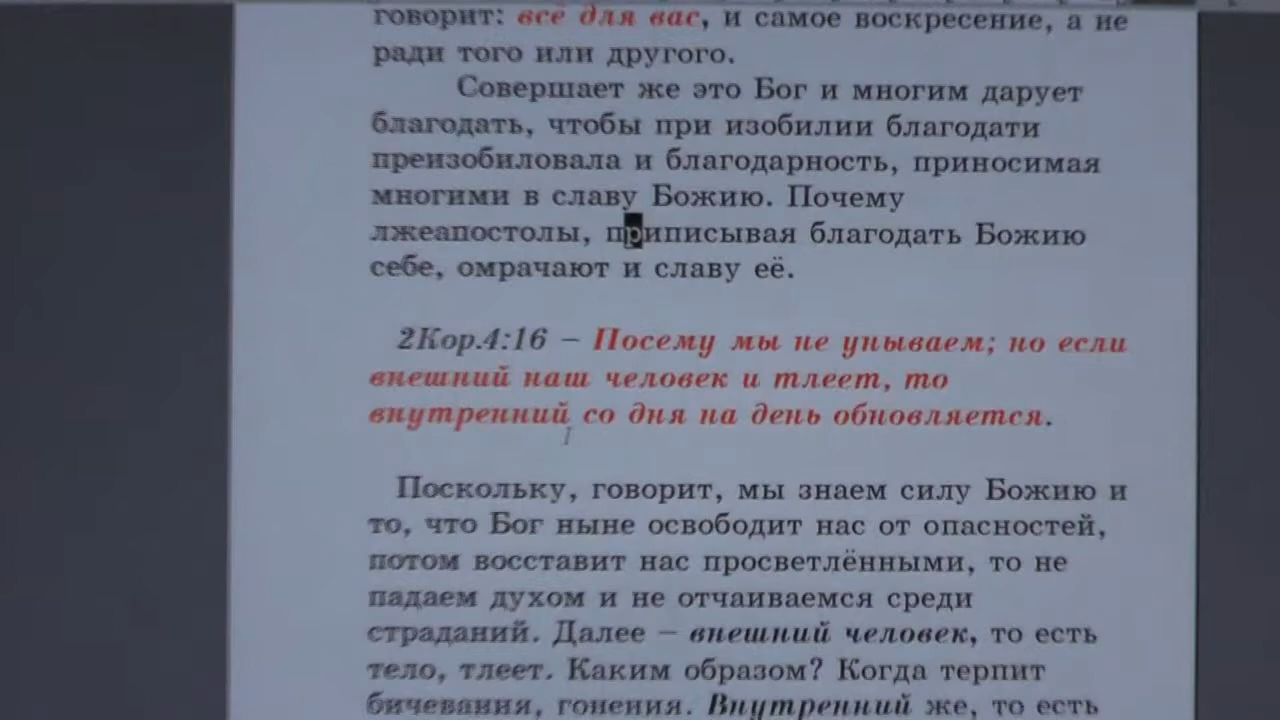 говорит: всё для вас, и самое воскресение, а не
ради того или другого.
Совершает же это Бог и многим дарует
благодать, чтобы при изобилии благодати
преизобиловала и благодарность, приносимая
многими в славу Божию. Почему
лжеапостолы, приписывая благодать Божию
себе, омрачают и славу её.
2Кор.4:16 – Посему мы не унываем; но если
внешний наш человек и тлеет, то
внутренний со дня на день обновляется.
Поскольку, говорит, мы знаем силу Божию и
то, что Бог ныне освободит нас от опасностей,
потом восставит нас просветлёнными, то не
падаем духом и не отчаиваемся среди
страданий. Далее – внешний человек, то есть
тело, тлеет. Каким образом? Когда терпит
бичевания, гонения. Внутренний же, то есть